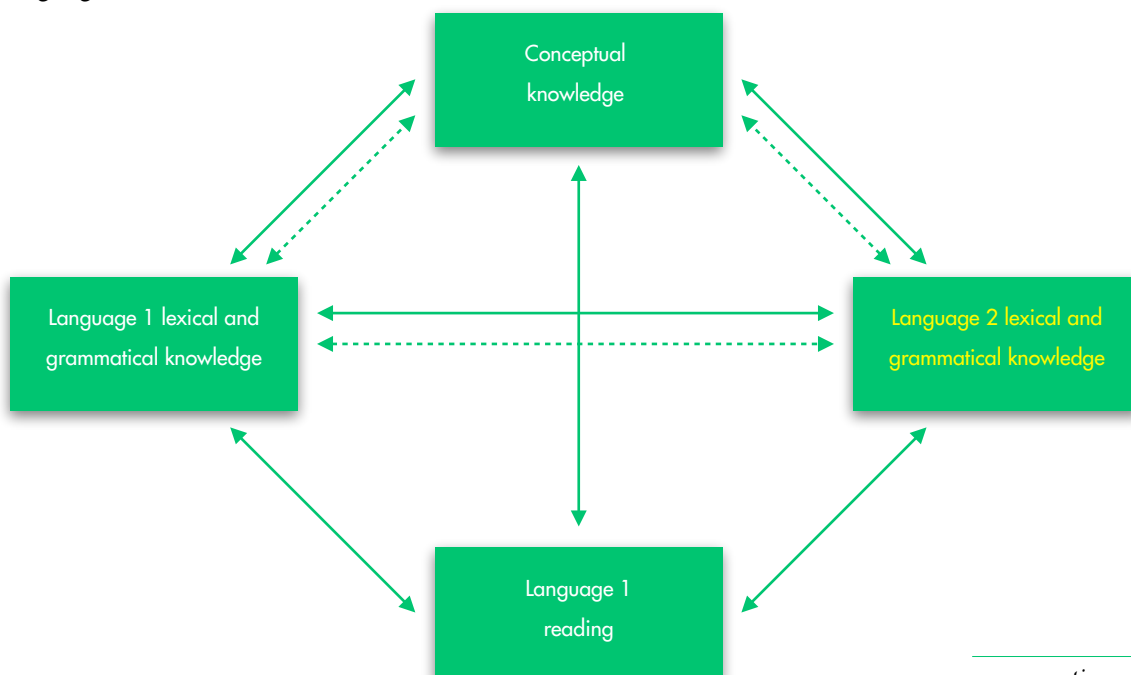 Conceptual
knowledge
Language 1 lexical and
grammatical knowledge
Language 2 lexical and
grammatical knowledge
Language 1
reading